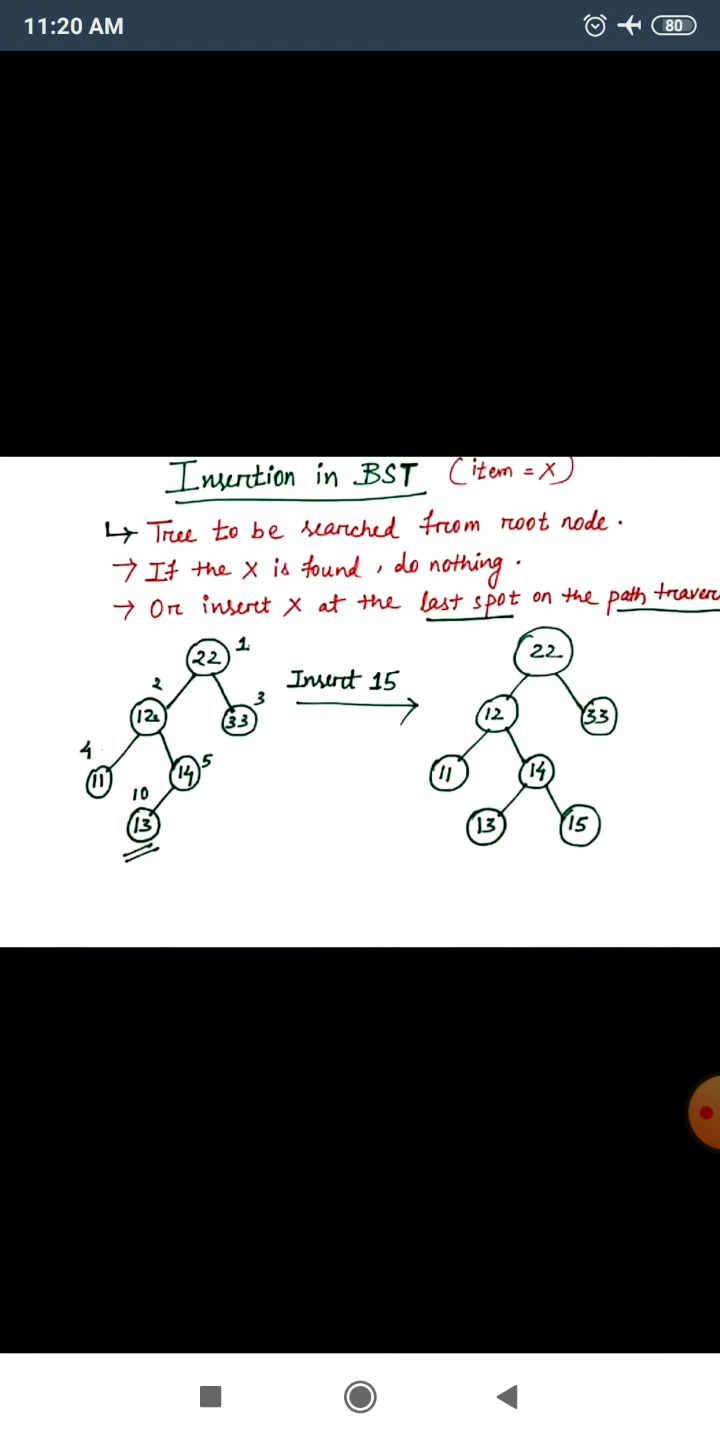 11:20 AM
80
Insertion in BST (item = X)
↳ Tree to be searched from root node.
→ If the X is found, do nothing.
→ Or insert X at the last spot on the path traver
22 1
2
12 3
33
4
11 14 5
10
13
Insert 15
22
12 33
11 14
13 15